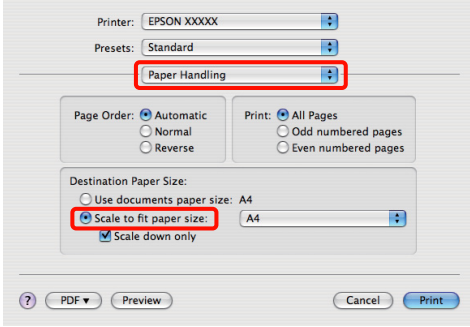 Printer: EPSON XXXXX
Presets: Standard
Paper Handling
Page Order: Automatic
Normal
Reverse
Print: All Pages
Odd numbered pages
Even numbered pages
Destination Paper Size:
Use documents paper size: A4
Scale to fit paper size: A4
Scale down only
? PDF ▼ Preview Cancel Print